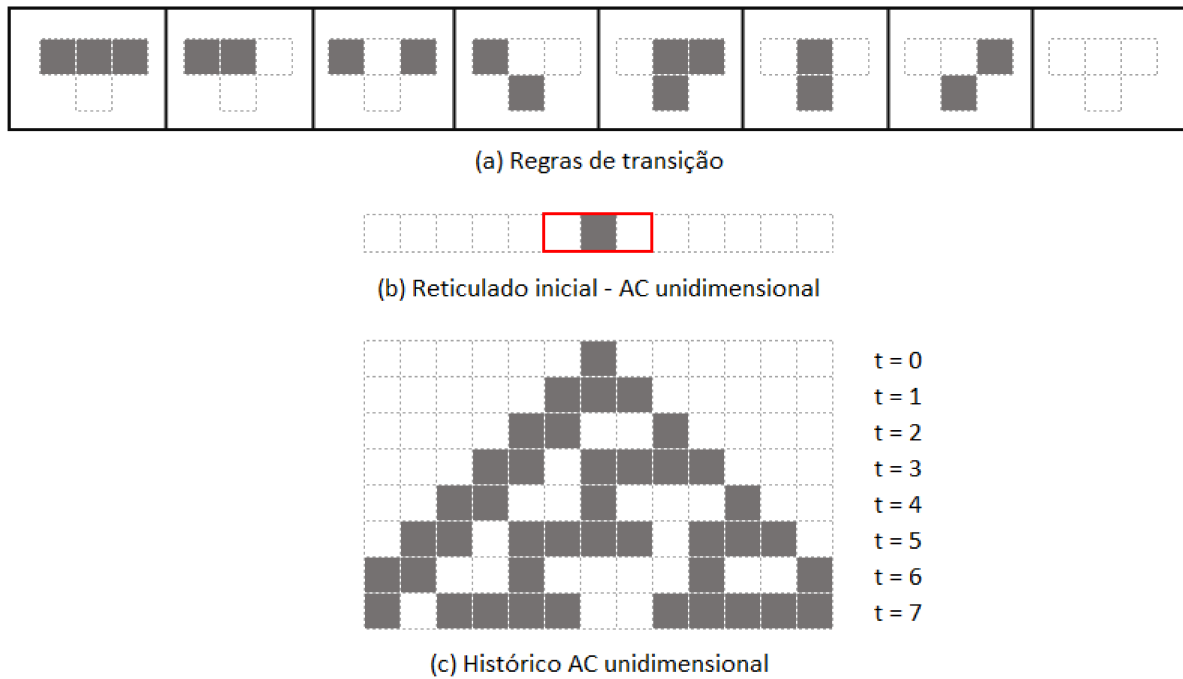 (a) Regras de transição
(b) Reticulado inicial - AC unidimensional
t = 0
t = 1
t = 2
t = 3
t = 4
t = 5
t = 6
t = 7
(c) Histórico AC unidimensional